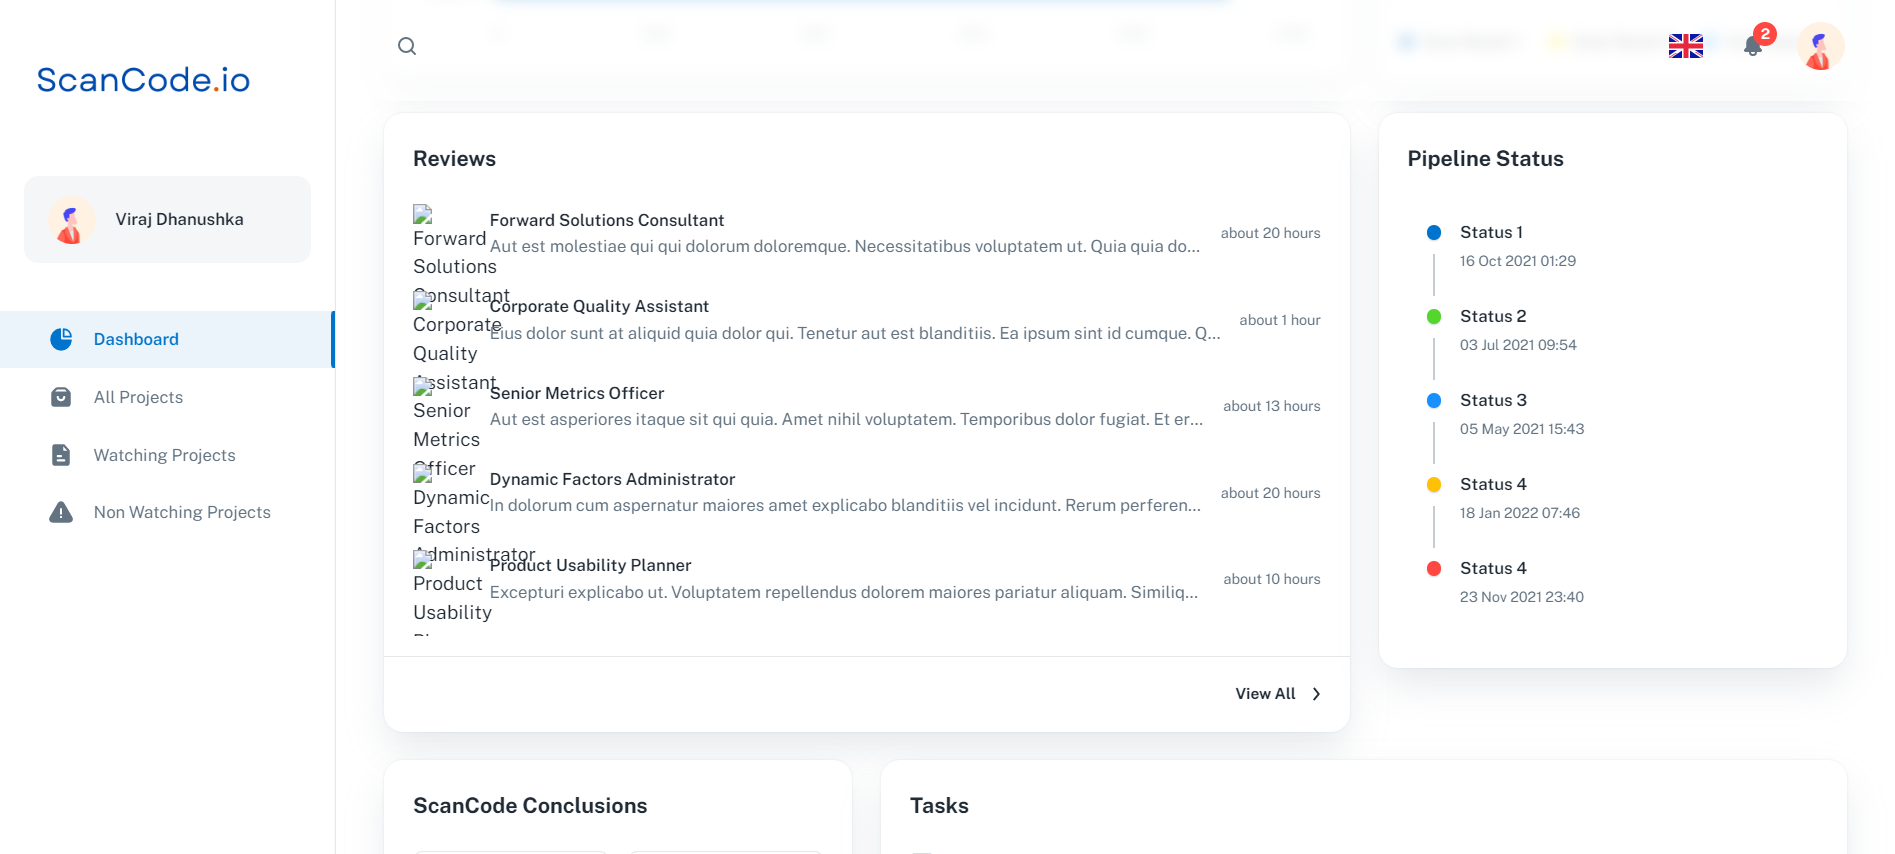 2
ScanCode.io
Viraj Dhanushka
Dashboard
All Projects
Watching Projects
Non Watching Projects
Reviews
Forward Solutions Consultant
Forward Solutions Consultant
Aut est molestiae qui qui dolorum doloremque. Necessitatibus voluptatem ut. Quia quia do...
about 20 hours
Corporate Quality Assistant
Corporate Quality Assistant
Eius dolor sunt at aliquid quia dolor qui. Tenetur aut est blanditiis. Ea ipsum sint id cumque. Q...
about 1 hour
Senior Metrics Officer
Senior Metrics Officer
Aut est asperiores itaque sit qui quia. Amet nihil voluptatem. Temporibus dolor fugiat. Et er...
about 13 hours
Dynamic Factors Administrator
Dynamic Factors Administrator
In dolorum cum aspernatur maiores amet explicabo blanditiis vel incidunt. Rerum perferen...
about 20 hours
Product Usability
Product Usability Planner
Excepturi explicabo ut. Voluptatem repellendus dolorem maiores pariatur aliquam. Similiq...
about 10 hours
View All
Pipeline Status
Status 1
16 Oct 2021 01:29
Status 2
03 Jul 2021 09:54
Status 3
05 May 2021 15:43
Status 4
18 Jan 2022 07:46
Status 4
23 Nov 2021 23:40
ScanCode Conclusions
Tasks